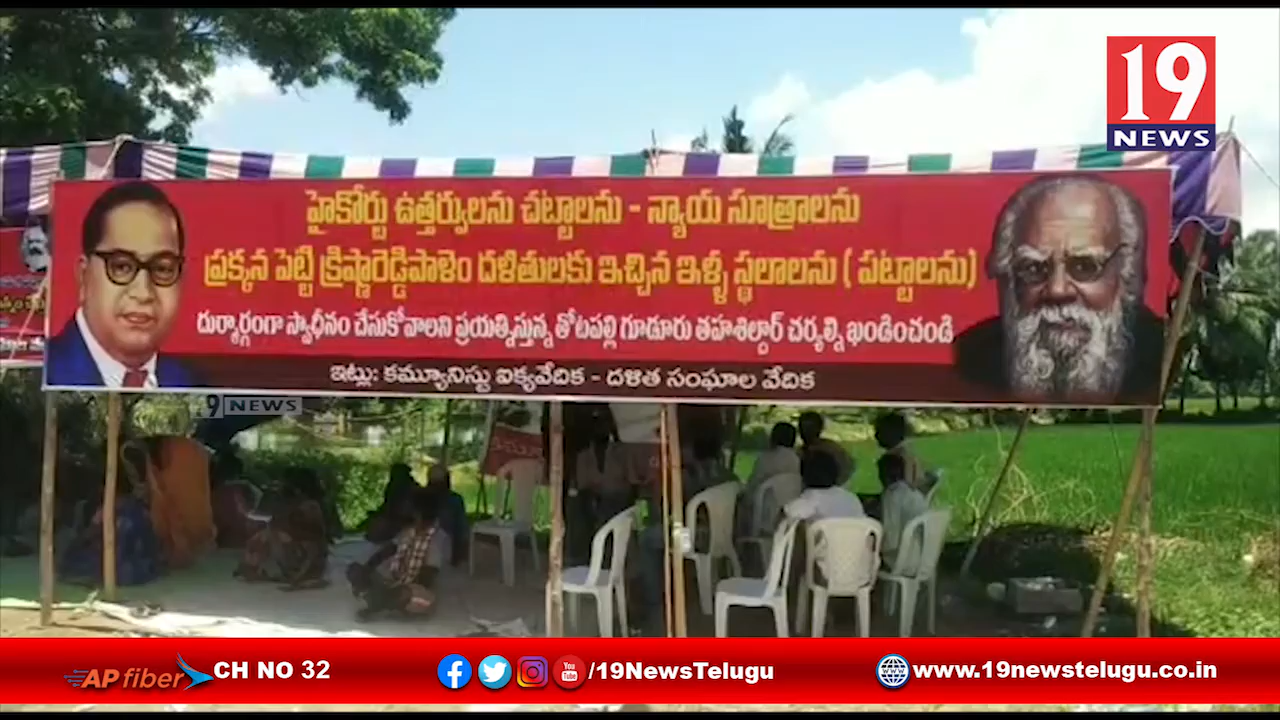 19
NEWS
హైకోర్టు ఉత్తర్వులను చట్టాలను - న్యాయ సూత్రాలను
ప్రక్కన పెట్టి క్రిష్ణారెడ్డిపాళెం దళితులకు ఇచ్చిన ఇళ్ళ స్థలాలను ( పట్టాలను)
దుర్మార్గంగా స్వాధీనం చేసుకోవాలని ప్రయత్నిస్తున్న తోటపల్లి గూడూరు తహశీల్దార్ చర్యల్ని ఖండించండి
ఇట్లు: కమ్యూనిస్టు ఐక్యవేదిక - దళిత సంఘాల వేదిక
9 NEWS
AP fiber CH NO 32 /19NewsTelugu www.19newstelugu.co.in